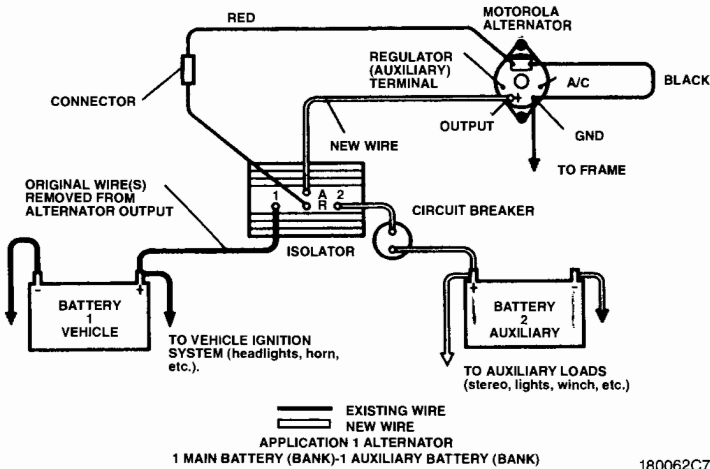 MOTOROLA
ALTERNATOR
RED
REGULATOR
(AUXILIARY)
TERMINAL
A/C
BLACK
CONNECTOR
OUTPUT
+
GND
NEW WIRE
TO FRAME
ORIGINAL WIRE(S)
REMOVED FROM
ALTERNATOR OUTPUT
1
A
R
2
CIRCUIT BREAKER
ISOLATOR
- +
BATTERY
1
VEHICLE
+ -
BATTERY
2
AUXILIARY
TO VEHICLE IGNITION
SYSTEM (headlights, horn,
etc.).
TO AUXILIARY LOADS
(stereo, lights, winch, etc.)
EXISTING WIRE
NEW WIRE
APPLICATION 1 ALTERNATOR
1 MAIN BATTERY (BANK)-1 AUXILIARY BATTERY (BANK)
180062C7